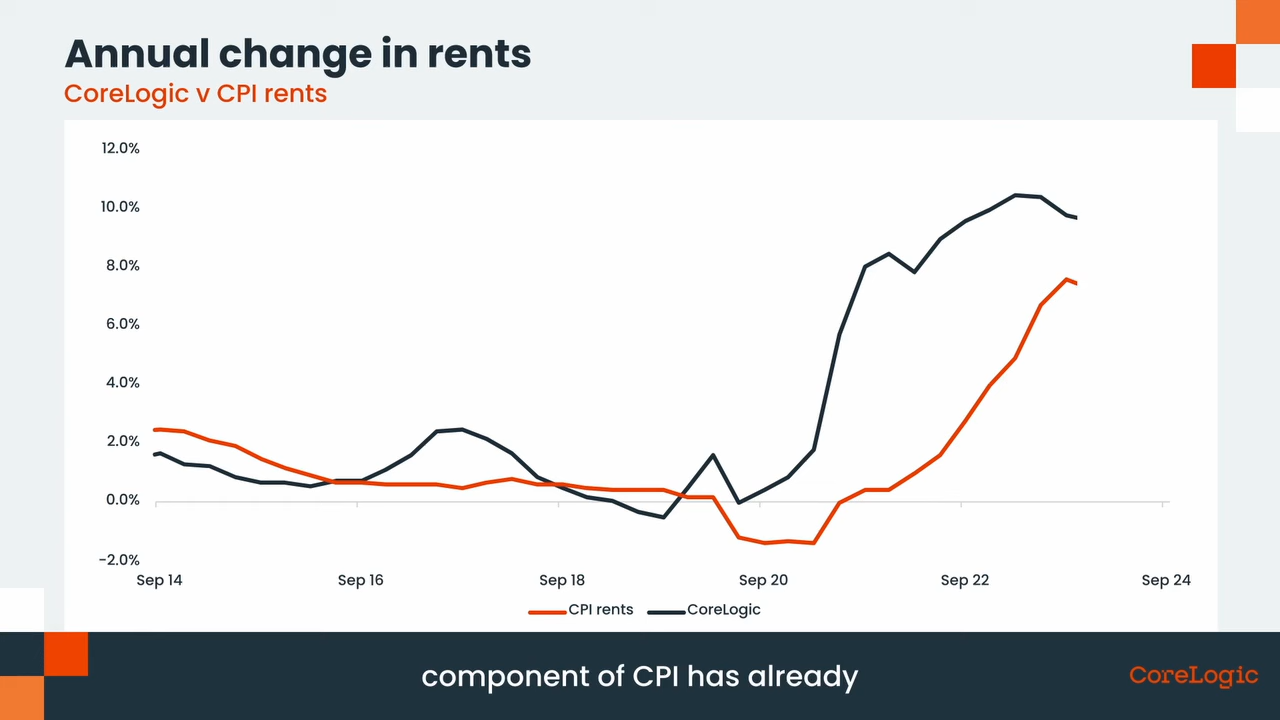 Annual change in rents
CoreLogic v CPI rents
12.0%
10.0%
8.0%
6.0%
4.0%
2.0%
0.0%
-2.0%
Sep 14 Sep 16 Sep 18 Sep 20 Sep 22 Sep 24
CPI rents CoreLogic
component of CPI has already
CoreLogic